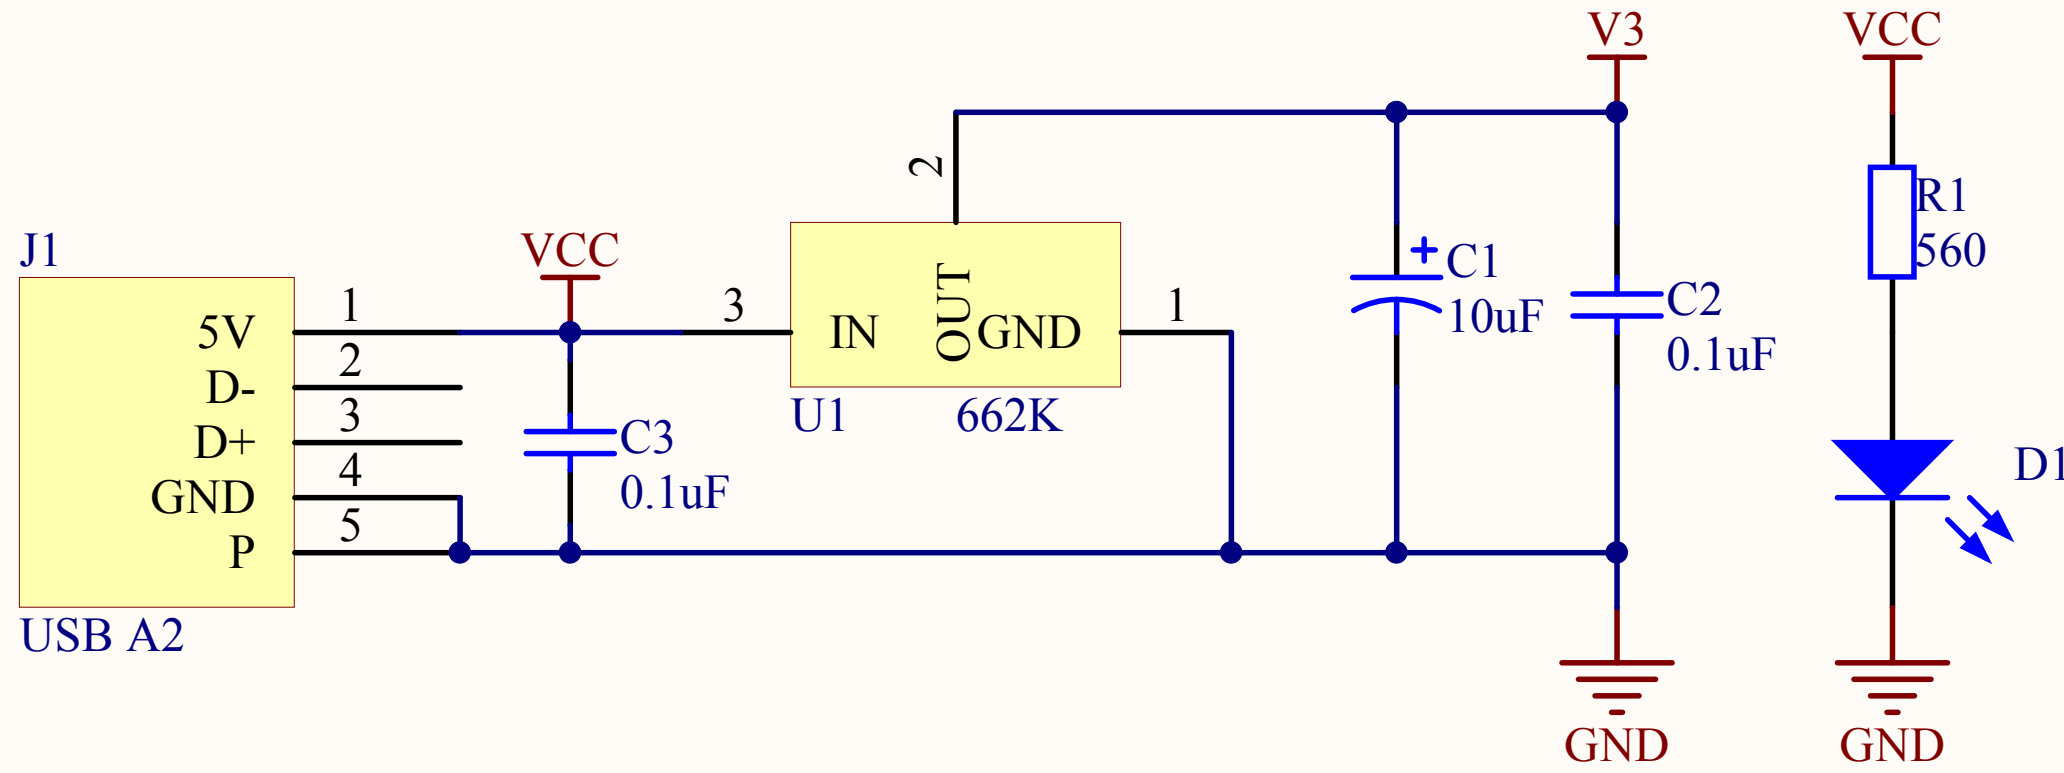 J1
5V
D-
D+
GND
P
1
2
3
4
5
USB A2
VCC
C3
0.1uF
3
IN
OUT
GND
2
1
U1
662K
V3
C1
10uF
C2
0.1uF
GND
VCC
R1
560
D1
GND